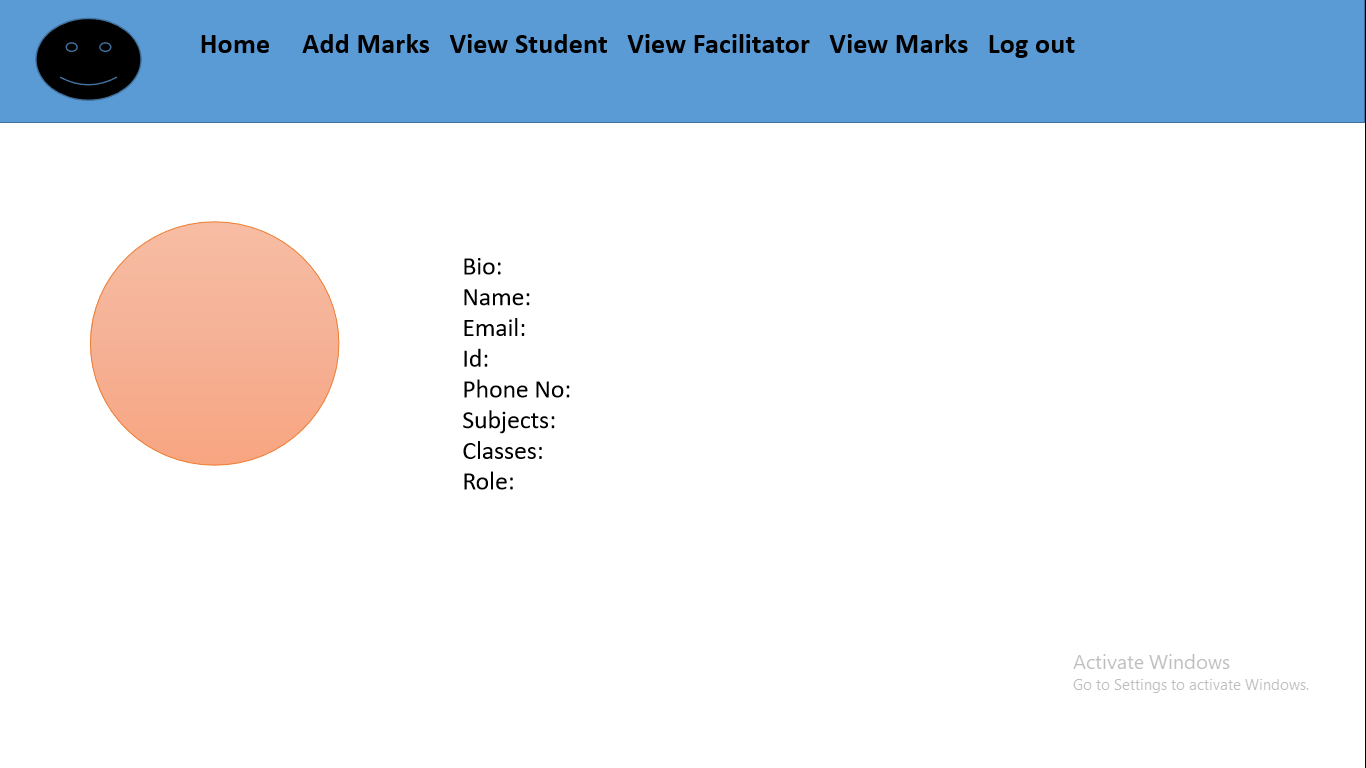 Home Add Marks View Student View Facilitator View Marks Log out
Bio:
Name:
Email:
Id:
Phone No:
Subjects:
Classes:
Role:
Activate Windows
Go to Settings to activate Windows.